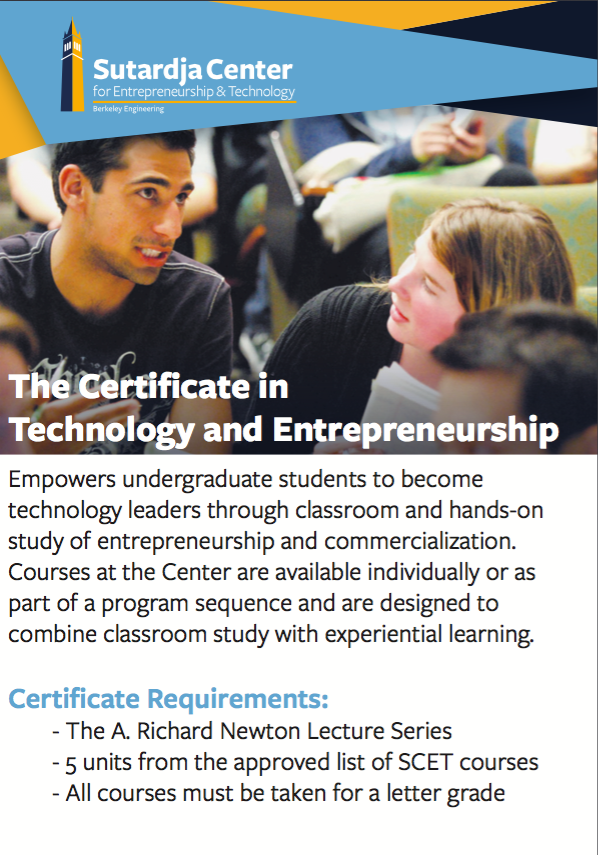 Sutardja Center
for Entrepreneurship & Technology
Berkeley Engineering
The Certificate in
Technology and Entrepreneurship
Empowers undergraduate students to become
technology leaders through classroom and hands-on
study of entrepreneurship and commercialization.
Courses at the Center are available individually or as
part of a program sequence and are designed to
combine classroom study with experiential learning.
Certificate Requirements:
- The A. Richard Newton Lecture Series
- 5 units from the approved list of SCET courses
- All courses must be taken for a letter grade